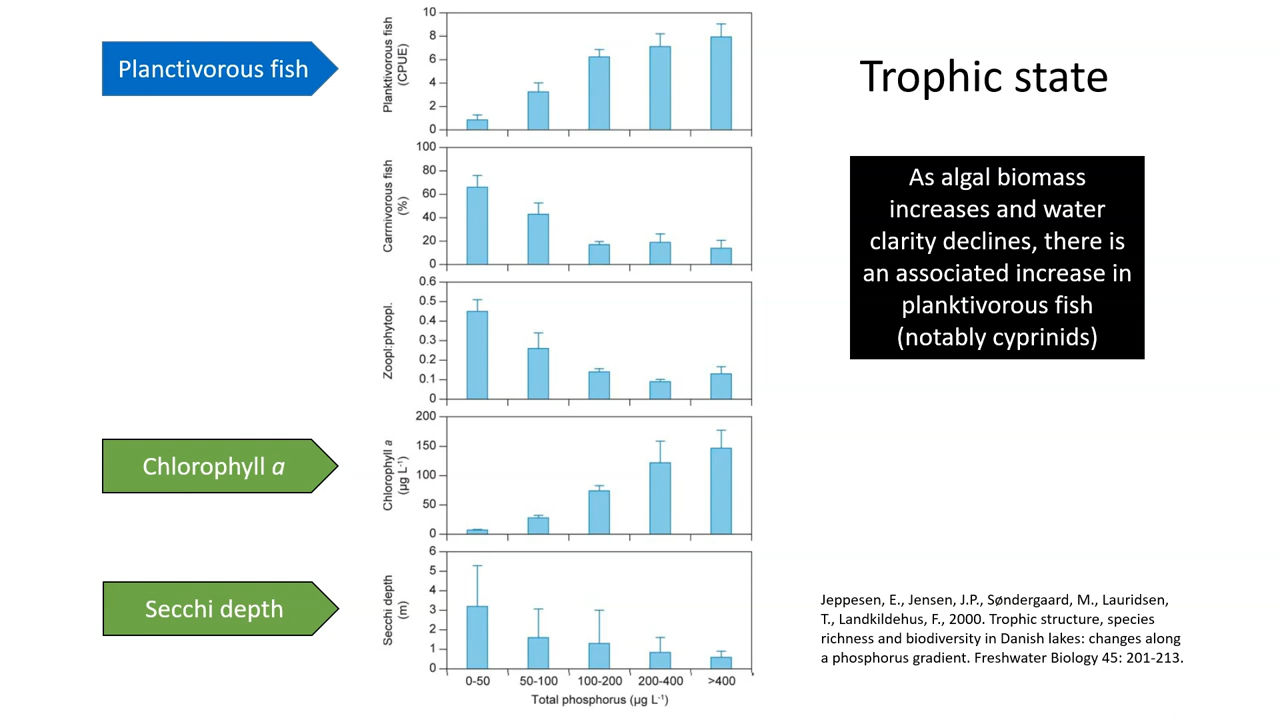 Planctivorous fish
Trophic state
As algal biomass
increases and water
clarity declines, there is
an associated increase in
planktivorous fish
(notably cyprinids)
Planktivorous fish
(CPUE)
10
8
6
4
2
0
Carrnivorous fish
(%)
100
80
60
40
20
0
Zoopl:phytopl.
0.6
0.5
0.4
0.3
0.2
0.1
0
Chlorophyll a
Chlorophyll a
(µg L⁻¹)
200
150
100
50
0
Secchi depth
Secchi depth
(m)
6
5
4
3
2
1
0
0-50 50-100 100-200 200-400 >400
Total phosphorus (µg L⁻¹)
Jeppesen, E., Jensen, J.P., Søndergaard, M., Lauridsen,
T., Landkildehus, F., 2000. Trophic structure, species
richness and biodiversity in Danish lakes: changes along
a phosphorus gradient. Freshwater Biology 45: 201-213.